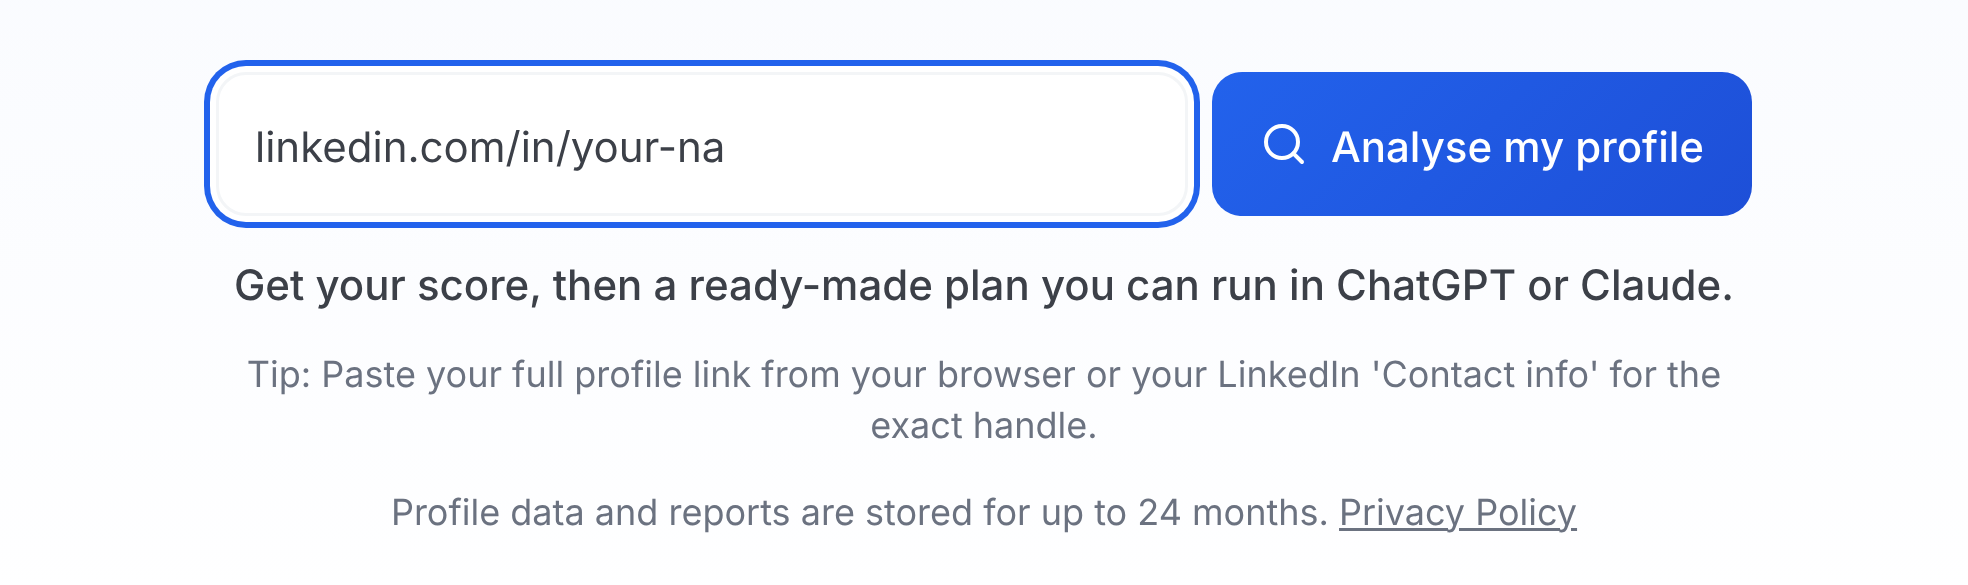 linkedin.com/in/your-na
Analyse my profile
Get your score, then a ready-made plan you can run in ChatGPT or Claude.
Tip: Paste your full profile link from your browser or your LinkedIn 'Contact info' for the
exact handle.
Profile data and reports are stored for up to 24 months. Privacy Policy